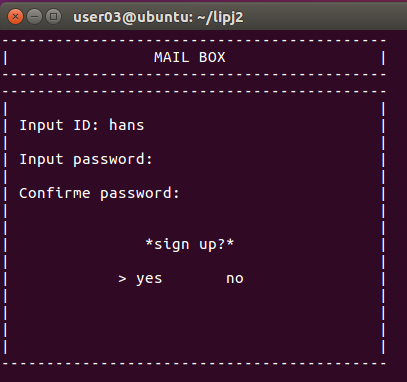 user03@ubuntu: ~/lipj2
MAIL BOX
Input ID: hans
Input password:
Confirme password:
*sign up?*
> yes no